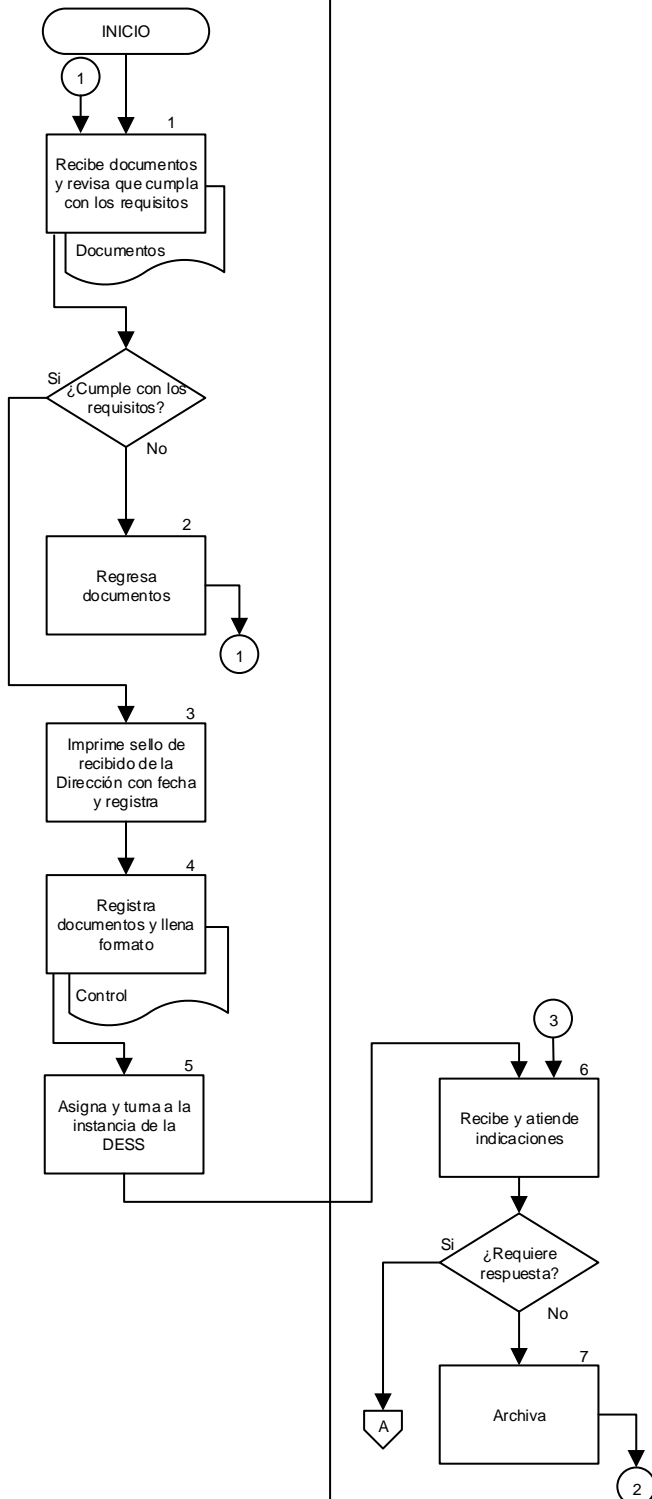 INICIO
1
1
Recibe documentos
y revisa que cumpla
con los requisitos
Documentos
Si
¿Cumple con los
requisitos?
No
2
Regresa
documentos
1
3
Imprime sello de
recibido de la
Dirección con fecha
y registra
4
Registra
documentos y llena
formato
Control
5
Asigna y turna a la
instancia de la
DESS
3
6
Recibe y atiende
indicaciones
Si
¿Requiere
respuesta?
No
7
Archiva
A
2